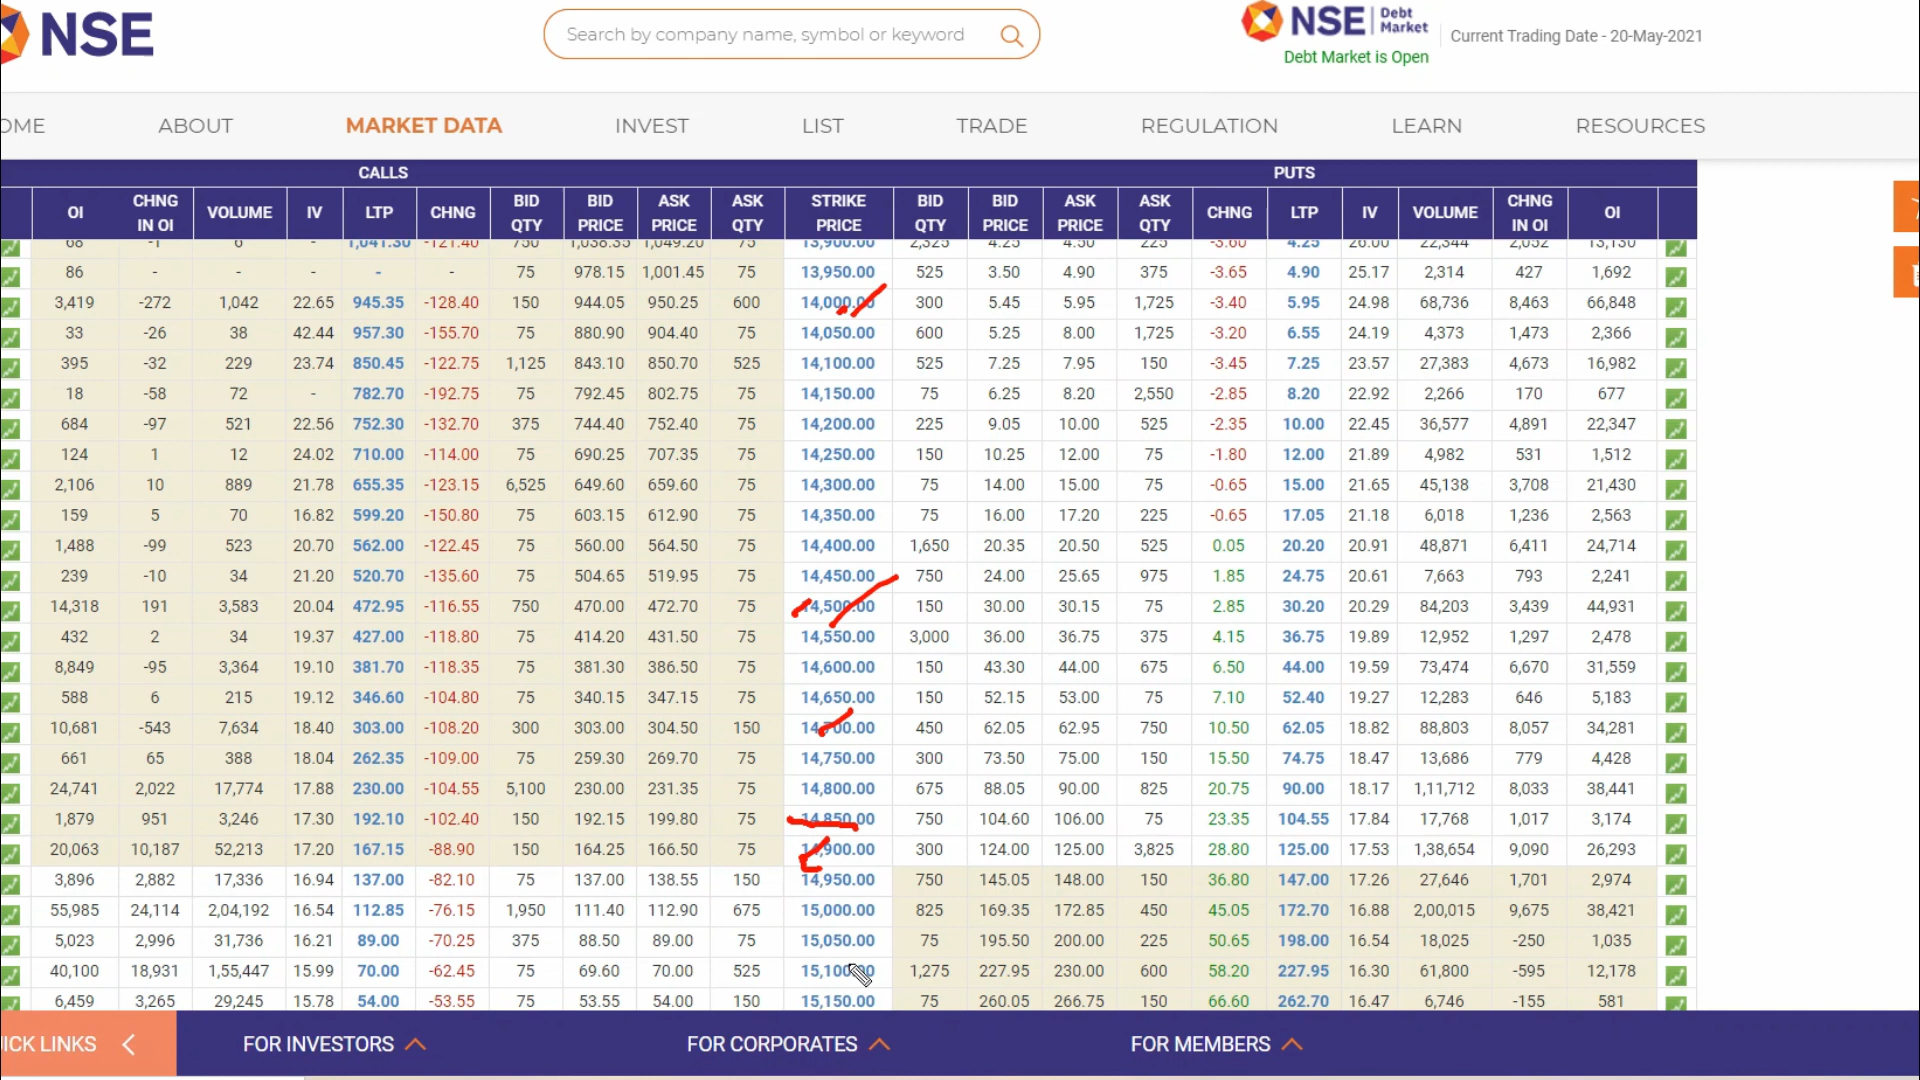 NSE
Search by company name, symbol or keyword
NSE Debt Market
Debt Market is Open
Current Trading Date - 20-May-2021
OME ABOUT MARKET DATA INVEST LIST TRADE REGULATION LEARN RESOURCES
CALLS PUTS
OI CHNG IN OI VOLUME IV LTP CHNG BID QTY BID PRICE ASK PRICE ASK QTY STRIKE PRICE BID QTY BID PRICE ASK PRICE ASK QTY CHNG LTP IV VOLUME CHNG IN OI OI
68 -1 6 - 1,041.30 -121.40 750 1,038.35 1,049.20 75 13,900.00 2,325 4.25 4.50 225 -3.60 4.25 26.00 22,344 2,052 13,130
86 - - - - - 75 978.15 1,001.45 75 13,950.00 525 3.50 4.90 375 -3.65 4.90 25.17 2,314 427 1,692
3,419 -272 1,042 22.65 945.35 -128.40 150 944.05 950.25 600 14,000.00 300 5.45 5.95 1,725 -3.40 5.95 24.98 68,736 8,463 66,848
33 -26 38 42.44 957.30 -155.70 75 880.90 904.40 75 14,050.00 600 5.25 8.00 1,725 -3.20 6.55 24.19 4,373 1,473 2,366
395 -32 229 23.74 850.45 -122.75 1,125 843.10 850.70 525 14,100.00 525 7.25 7.95 150 -3.45 7.25 23.57 27,383 4,673 16,982
18 -58 72 - 782.70 -192.75 75 792.45 802.75 75 14,150.00 75 6.25 8.20 2,550 -2.85 8.20 22.92 2,266 170 677
684 -97 521 22.56 752.30 -132.70 375 744.40 752.40 75 14,200.00 225 9.05 10.00 525 -2.35 10.00 22.45 36,577 4,891 22,347
124 1 12 24.02 710.00 -114.00 75 690.25 707.35 75 14,250.00 150 10.25 12.00 75 -1.80 12.00 21.89 4,982 531 1,512
2,106 10 889 21.78 655.35 -123.15 6,525 649.60 659.60 75 14,300.00 75 14.00 15.00 75 -0.65 15.00 21.65 45,138 3,708 21,430
159 5 70 16.82 599.20 -150.80 75 603.15 612.90 75 14,350.00 75 16.00 17.20 225 -0.65 17.05 21.18 6,018 1,236 2,563
1,488 -99 523 20.70 562.00 -122.45 75 560.00 564.50 75 14,400.00 1,650 20.35 20.50 525 0.05 20.20 20.91 48,871 6,411 24,714
239 -10 34 21.20 520.70 -135.60 75 504.65 519.95 75 14,450.00 750 24.00 25.65 975 1.85 24.75 20.61 7,663 793 2,241
14,318 191 3,583 20.04 472.95 -116.55 750 470.00 472.70 75 14,500.00 150 30.00 30.15 75 2.85 30.20 20.29 84,203 3,439 44,931
432 2 34 19.37 427.00 -118.80 75 414.20 431.50 75 14,550.00 3,000 36.00 36.75 375 4.15 36.75 19.89 12,952 1,297 2,478
8,849 -95 3,364 19.10 381.70 -118.35 75 381.30 386.50 75 14,600.00 150 43.30 44.00 675 6.50 44.00 19.59 73,474 6,670 31,559
588 6 215 19.12 346.60 -104.80 75 340.15 347.15 75 14,650.00 150 52.15 53.00 75 7.10 52.40 19.27 12,283 646 5,183
10,681 -543 7,634 18.40 303.00 -108.20 300 303.00 304.50 150 14,700.00 450 62.05 62.95 750 10.50 62.05 18.82 88,803 8,057 34,281
661 65 388 18.04 262.35 -109.00 75 259.30 269.70 75 14,750.00 300 73.50 75.00 150 15.50 74.75 18.47 13,686 779 4,428
24,741 2,022 17,774 17.88 230.00 -104.55 5,100 230.00 231.35 75 14,800.00 675 88.05 90.00 825 20.75 90.00 18.17 1,11,712 8,033 38,441
1,879 951 3,246 17.30 192.10 -102.40 150 192.15 199.80 75 14,850.00 750 104.60 106.00 75 23.35 104.55 17.84 17,768 1,017 3,174
20,063 10,187 52,213 17.20 167.15 -88.90 150 164.25 166.50 75 14,900.00 300 124.00 125.00 3,825 28.80 125.00 17.53 1,38,654 9,090 26,293
3,896 2,882 17,336 16.94 137.00 -82.10 75 137.00 138.55 150 14,950.00 750 145.05 148.00 150 36.80 147.00 17.26 27,646 1,701 2,974
55,985 24,114 2,04,192 16.54 112.85 -76.15 1,950 111.40 112.90 675 15,000.00 825 169.35 172.85 450 45.05 172.70 16.88 2,00,015 9,675 38,421
5,023 2,996 31,736 16.21 89.00 -70.25 375 88.50 89.00 75 15,050.00 75 195.50 200.00 225 50.65 198.00 16.54 18,025 -250 1,035
40,100 18,931 1,55,447 15.99 70.00 -62.45 75 69.60 70.00 525 15,100.00 1,275 227.95 230.00 600 58.20 227.95 16.30 61,800 -595 12,178
6,459 3,265 29,245 15.78 54.00 -53.55 75 53.55 54.00 150 15,150.00 75 260.05 266.75 150 66.60 262.70 16.47 6,746 -155 581
ICK LINKS FOR INVESTORS FOR CORPORATES FOR MEMBERS